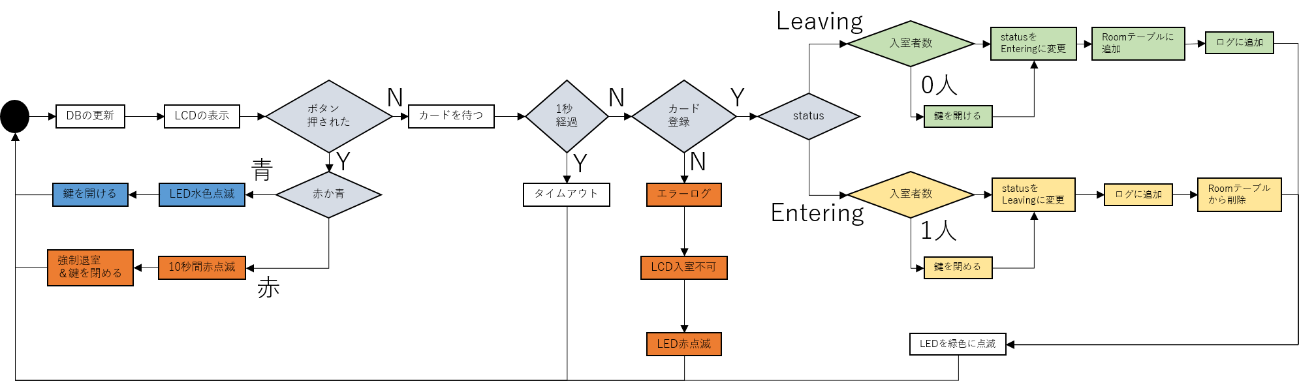 Leaving
入室者数
statusを
Enteringに変更
Roomテーブルに
追加
ログに追加
0人
鍵を開ける
DBの更新
LCDの表示
ボタン
押された
N
カードを待つ
1秒
経過
N
カード
登録
Y
status
Y
Y
N
青
赤か青
LED水色点滅
鍵を開ける
タイムアウト
エラーログ
Entering
入室者数
statusを
Leavingに変更
ログに追加
Roomテーブル
から削除
1人
鍵を閉める
強制退室
&鍵を閉める
10秒間赤点滅
赤
LCD入室不可
LED赤点滅
LEDを緑色に点滅